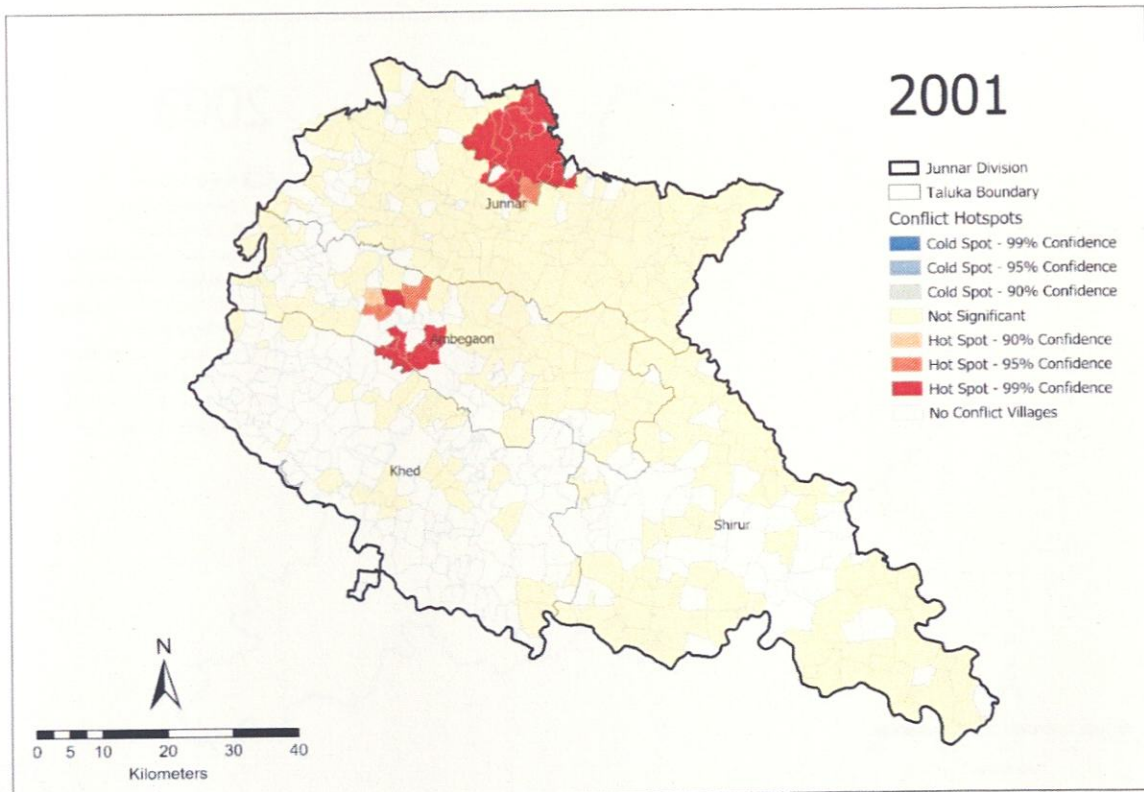 2001
Junnar Division
Taluka Boundary
Conflict Hotspots
Cold Spot - 99% Confidence
Cold Spot - 95% Confidence
Cold Spot - 90% Confidence
Not Significant
Hot Spot - 90% Confidence
Hot Spot - 95% Confidence
Hot Spot - 99% Confidence
No Conflict Villages
Junnar
Ambegaon
Khed
Shirur
N
0 5 10 20 30 40
Kilometers